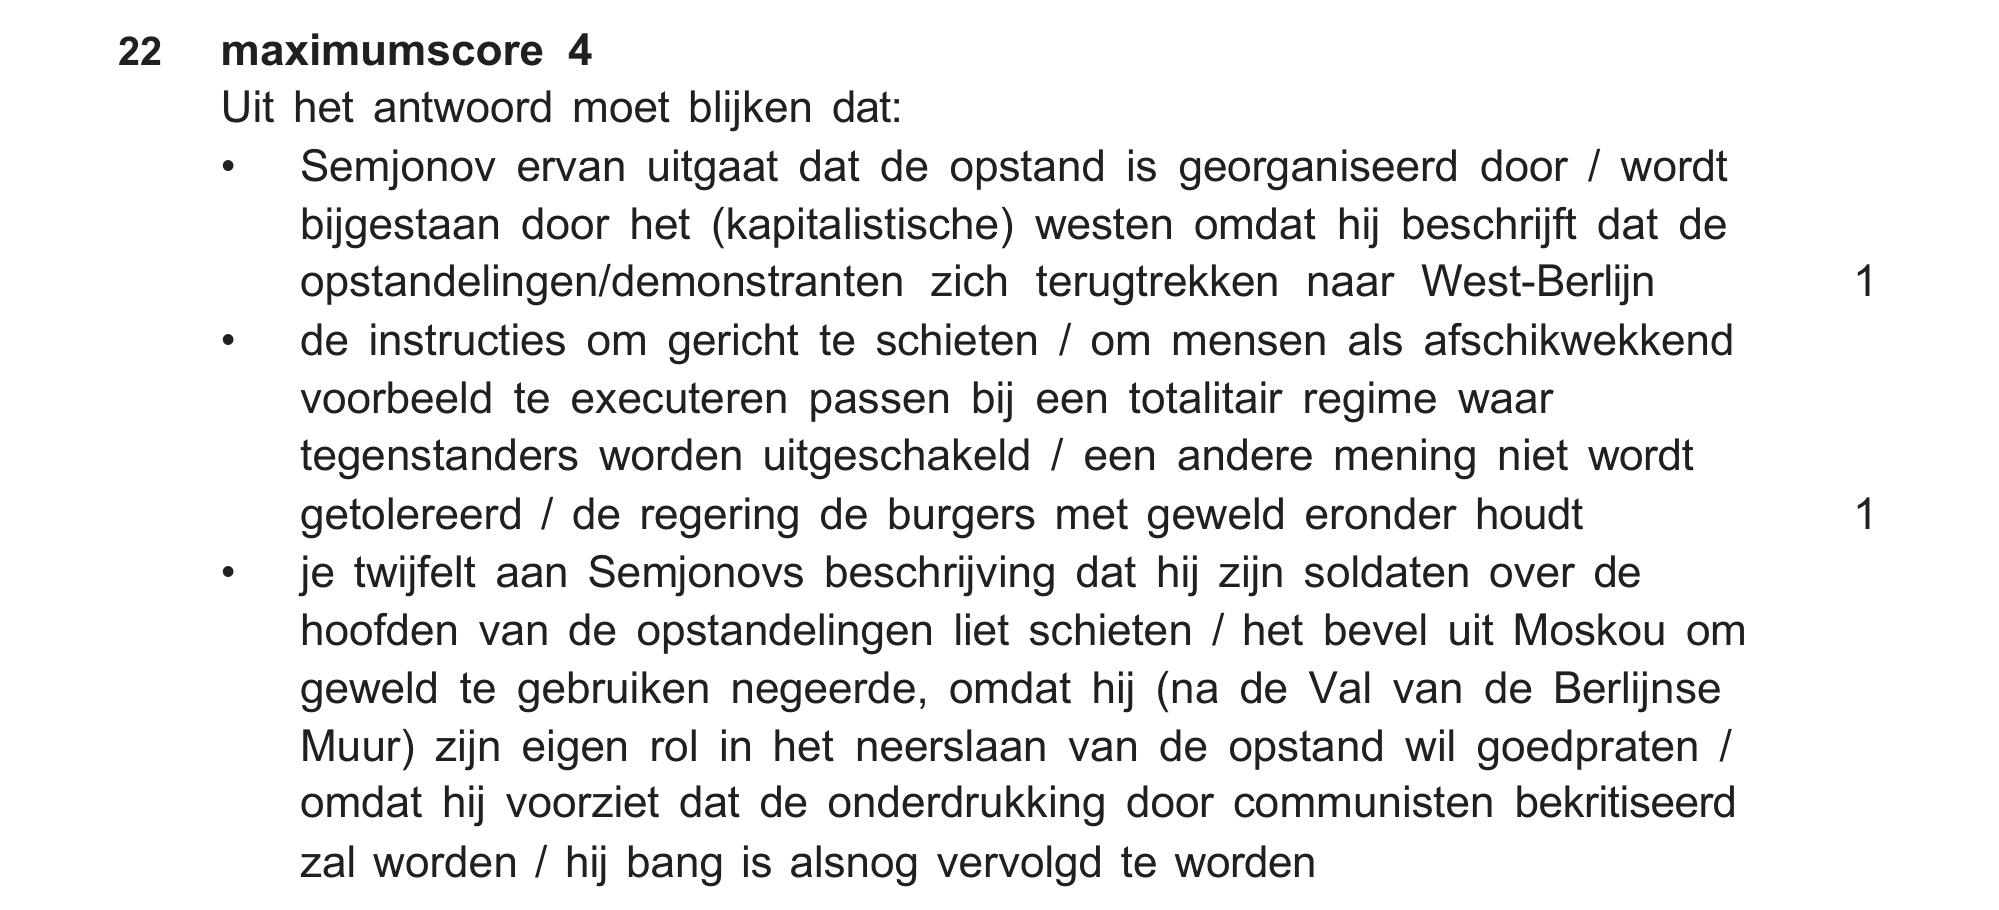 22 maximumscore 4
Uit het antwoord moet blijken dat:
• Semjonov ervan uitgaat dat de opstand is georganiseerd door / wordt
bijgestaan door het (kapitalistische) westen omdat hij beschrijft dat de
opstandelingen/demonstranten zich terugtrekken naar West-Berlijn 1
• de instructies om gericht te schieten / om mensen als afschikwekkend
voorbeeld te executeren passen bij een totalitair regime waar
tegenstanders worden uitgeschakeld / een andere mening niet wordt
getolereerd / de regering de burgers met geweld eronder houdt 1
• je twijfelt aan Semjonovs beschrijving dat hij zijn soldaten over de
hoofden van de opstandelingen liet schieten / het bevel uit Moskou om
geweld te gebruiken negeerde, omdat hij (na de Val van de Berlijnse
Muur) zijn eigen rol in het neerslaan van de opstand wil goedpraten /
omdat hij voorziet dat de onderdrukking door communisten bekritiseerd
zal worden / hij bang is alsnog vervolgd te worden